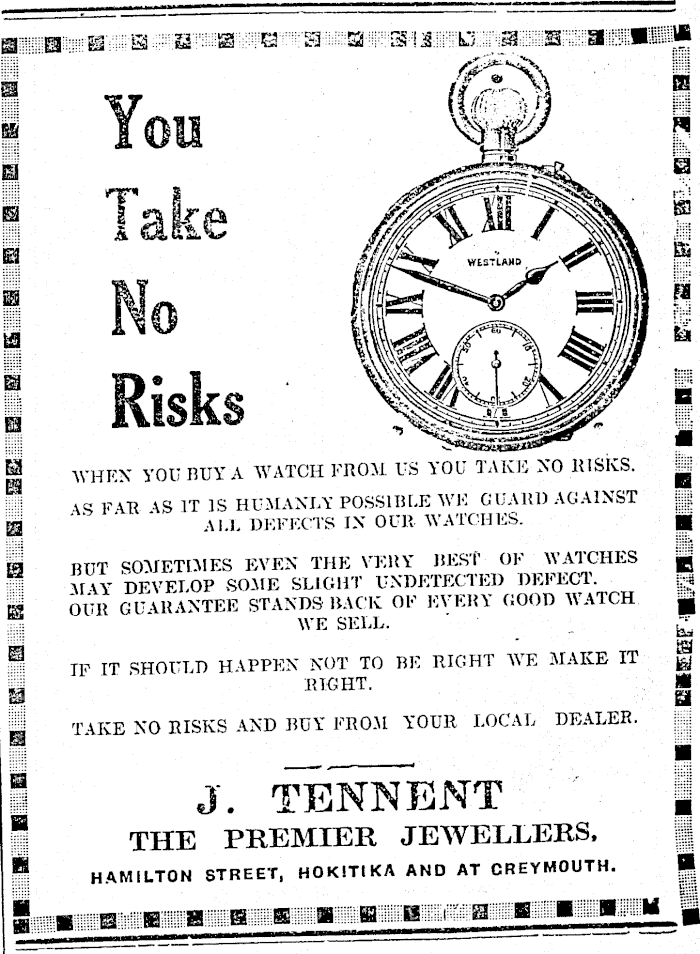 You
Take
No
Risks
XII
WESTLAND
60
WHEN YOU BUY A WATCH FROM US YOU TAKE NO RISKS.
AS FAR AS IT IS HUMANLY POSSIBLE WE GUARD AGAINST
ALL DEFECTS IN OUR WATCHES.
BUT SOMETIMES EVEN THE VERY BEST OF WATCHES
MAY DEVELOP SOME SLIGHT UNDETECTED DEFECT.
OUR GUARANTEE STANDS BACK OF EVERY GOOD WATCH
WE SELL.
IF IT SHOULD HAPPEN NOT TO BE RIGHT WE MAKE IT
RIGHT.
TAKE NO RISKS AND BUY FROM YOUR LOCAL DEALER.
J. TENNENT
THE PREMIER JEWELLERS,
HAMILTON STREET, HOKITIKA AND AT GREYMOUTH.